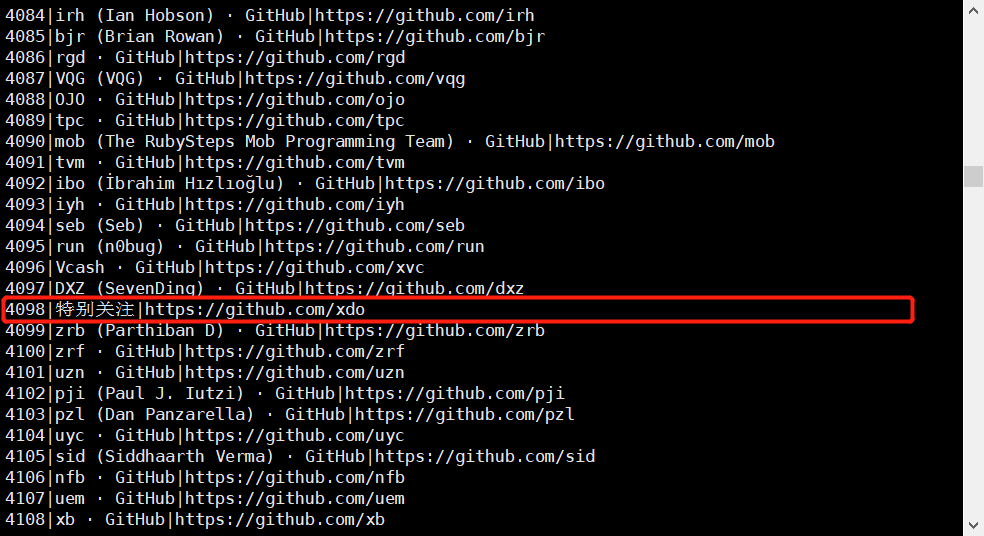 4084|irh (Ian Hobson) · GitHub|https://github.com/irh
4085|bjr (Brian Rowan) · GitHub|https://github.com/bjr
4086|rgd · GitHub|https://github.com/rgd
4087|VQG (VQG) · GitHub|https://github.com/vqg
4088|OJO · GitHub|https://github.com/ojo
4089|tpc · GitHub|https://github.com/tpc
4090|mob (The RubySteps Mob Programming Team) · GitHub|https://github.com/mob
4091|tvm · GitHub|https://github.com/tvm
4092|ibo (İbrahim Hızlıoğlu) · GitHub|https://github.com/ibo
4093|iyh · GitHub|https://github.com/iyh
4094|seb (Seb) · GitHub|https://github.com/seb
4095|run (n0bug) · GitHub|https://github.com/run
4096|Vcash · GitHub|https://github.com/xvc
4097|DXZ (SevenDing) · GitHub|https://github.com/dxz
4098|特别关注|https://github.com/xdo
4099|zrb (Parthiban D) · GitHub|https://github.com/zrb
4100|zrf · GitHub|https://github.com/zrf
4101|uzn · GitHub|https://github.com/uzn
4102|pji (Paul J. Iutzi) · GitHub|https://github.com/pji
4103|pzl (Dan Panzarella) · GitHub|https://github.com/pzl
4104|uyc · GitHub|https://github.com/uyc
4105|sid (Siddhaarth Verma) · GitHub|https://github.com/sid
4106|nfb · GitHub|https://github.com/nfb
4107|uem · GitHub|https://github.com/uem
4108|xb · GitHub|https://github.com/xb